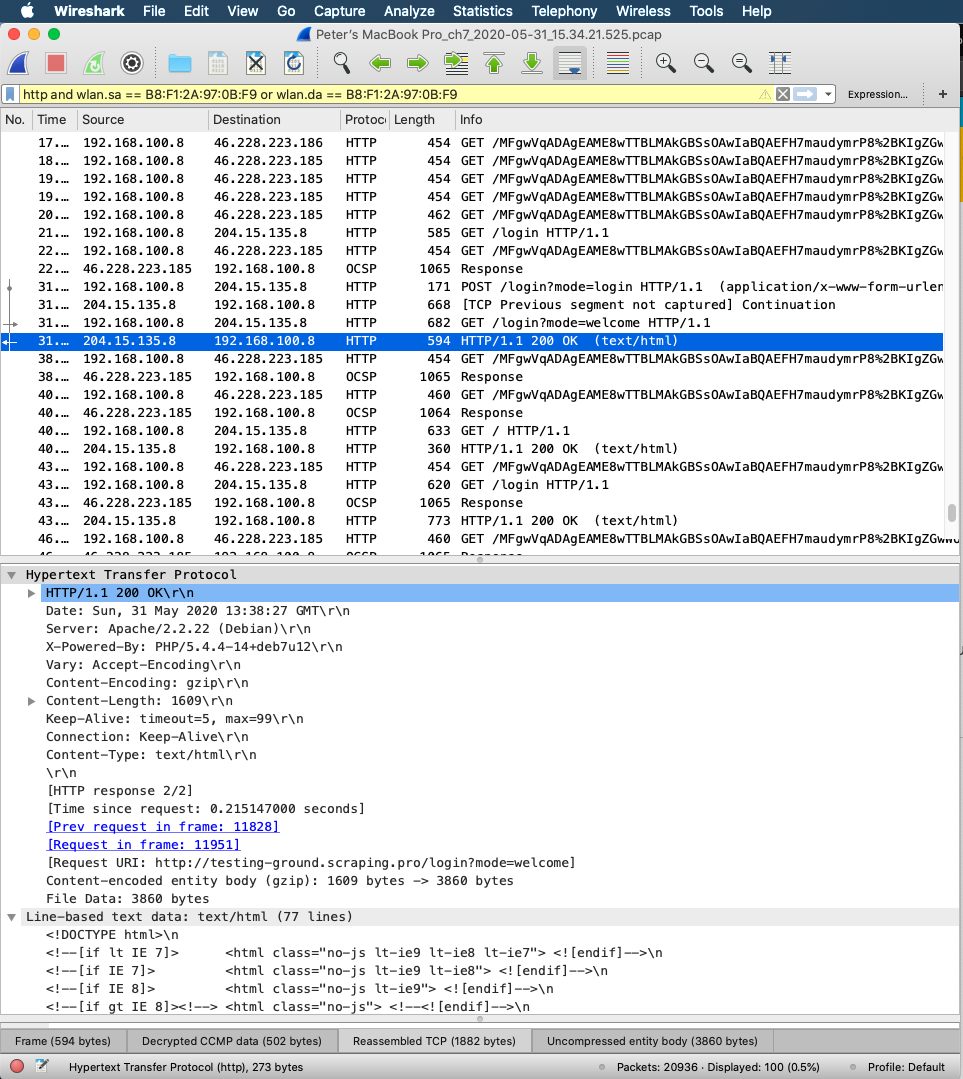 Wireshark File Edit View Go Capture Analyze Statistics Telephony Wireless Tools Help
Peter's MacBook Pro_ch7_2020-05-31_15.34.21.525.pcap
http and wlan.sa == B8:F1:2A:97:0B:F9 or wlan.da == B8:F1:2A:97:0B:F9 Expression... +
No. Time Source Destination Protoc Length Info
17.… 192.168.100.8 46.228.223.186 HTTP 454 GET /MFgwVqADAgEAME8wTTBLMAkGBSsOAwIaBQAEFH7maudymrP8%2BKIgZGw
18.… 192.168.100.8 46.228.223.185 HTTP 454 GET /MFgwVqADAgEAME8wTTBLMAkGBSsOAwIaBQAEFH7maudymrP8%2BKIgZGw
19.… 192.168.100.8 46.228.223.185 HTTP 454 GET /MFgwVqADAgEAME8wTTBLMAkGBSsOAwIaBQAEFH7maudymrP8%2BKIgZGw
19.… 192.168.100.8 46.228.223.185 HTTP 454 GET /MFgwVqADAgEAME8wTTBLMAkGBSsOAwIaBQAEFH7maudymrP8%2BKIgZGw
20.… 192.168.100.8 46.228.223.185 HTTP 462 GET /MFgwVqADAgEAME8wTTBLMAkGBSsOAwIaBQAEFH7maudymrP8%2BKIgZGw
21.… 192.168.100.8 204.15.135.8 HTTP 585 GET /login HTTP/1.1
22.… 192.168.100.8 46.228.223.185 HTTP 454 GET /MFgwVqADAgEAME8wTTBLMAkGBSsOAwIaBQAEFH7maudymrP8%2BKIgZGw
22.… 46.228.223.185 192.168.100.8 OCSP 1065 Response
31.… 192.168.100.8 204.15.135.8 HTTP 171 POST /login?mode=login HTTP/1.1 (application/x-www-form-urlen
31.… 204.15.135.8 192.168.100.8 HTTP 668 [TCP Previous segment not captured] Continuation
31.… 192.168.100.8 204.15.135.8 HTTP 682 GET /login?mode=welcome HTTP/1.1
31.… 204.15.135.8 192.168.100.8 HTTP 594 HTTP/1.1 200 OK (text/html)
38.… 192.168.100.8 46.228.223.185 HTTP 454 GET /MFgwVqADAgEAME8wTTBLMAkGBSsOAwIaBQAEFH7maudymrP8%2BKIgZGw
38.… 46.228.223.185 192.168.100.8 OCSP 1065 Response
40.… 192.168.100.8 46.228.223.185 HTTP 460 GET /MFgwVqADAgEAME8wTTBLMAkGBSsOAwIaBQAEFH7maudymrP8%2BKIgZGw
40.… 46.228.223.185 192.168.100.8 OCSP 1064 Response
40.… 192.168.100.8 204.15.135.8 HTTP 633 GET / HTTP/1.1
40.… 204.15.135.8 192.168.100.8 HTTP 360 HTTP/1.1 200 OK (text/html)
43.… 192.168.100.8 46.228.223.185 HTTP 454 GET /MFgwVqADAgEAME8wTTBLMAkGBSsOAwIaBQAEFH7maudymrP8%2BKIgZGw
43.… 192.168.100.8 204.15.135.8 HTTP 620 GET /login HTTP/1.1
43.… 46.228.223.185 192.168.100.8 OCSP 1065 Response
43.… 204.15.135.8 192.168.100.8 HTTP 773 HTTP/1.1 200 OK (text/html)
46.… 192.168.100.8 46.228.223.185 HTTP 460 GET /MFgwVqADAgEAME8wTTBLMAkGBSsOAwIaBQAEFH7maudymrP8%2BKIgZGw
Hypertext Transfer Protocol
HTTP/1.1 200 OK\r\n
Date: Sun, 31 May 2020 13:38:27 GMT\r\n
Server: Apache/2.2.22 (Debian)\r\n
X-Powered-By: PHP/5.4.4-14+deb7u12\r\n
Vary: Accept-Encoding\r\n
Content-Encoding: gzip\r\n
Content-Length: 1609\r\n
Keep-Alive: timeout=5, max=99\r\n
Connection: Keep-Alive\r\n
Content-Type: text/html\r\n
\r\n
[HTTP response 2/2]
[Time since request: 0.215147000 seconds]
[Prev request in frame: 11828]
[Request in frame: 11951]
[Request URI: http://testing-ground.scraping.pro/login?mode=welcome]
Content-encoded entity body (gzip): 1609 bytes -> 3860 bytes
File Data: 3860 bytes
Line-based text data: text/html (77 lines)
<!DOCTYPE html>\n
<!--[if lt IE 7]> <html class="no-js lt-ie9 lt-ie8 lt-ie7"> <![endif]-->\n
<!--[if IE 7]> <html class="no-js lt-ie9 lt-ie8"> <![endif]-->\n
<!--[if IE 8]> <html class="no-js lt-ie9"> <![endif]-->\n
<!--[if gt IE 8]><!--> <html class="no-js"> <!--<![endif]-->\n
Frame (594 bytes) Decrypted CCMP data (502 bytes) Reassembled TCP (1882 bytes) Uncompressed entity body (3860 bytes)
Hypertext Transfer Protocol (http), 273 bytes Packets: 20936 · Displayed: 100 (0.5%) Profile: Default